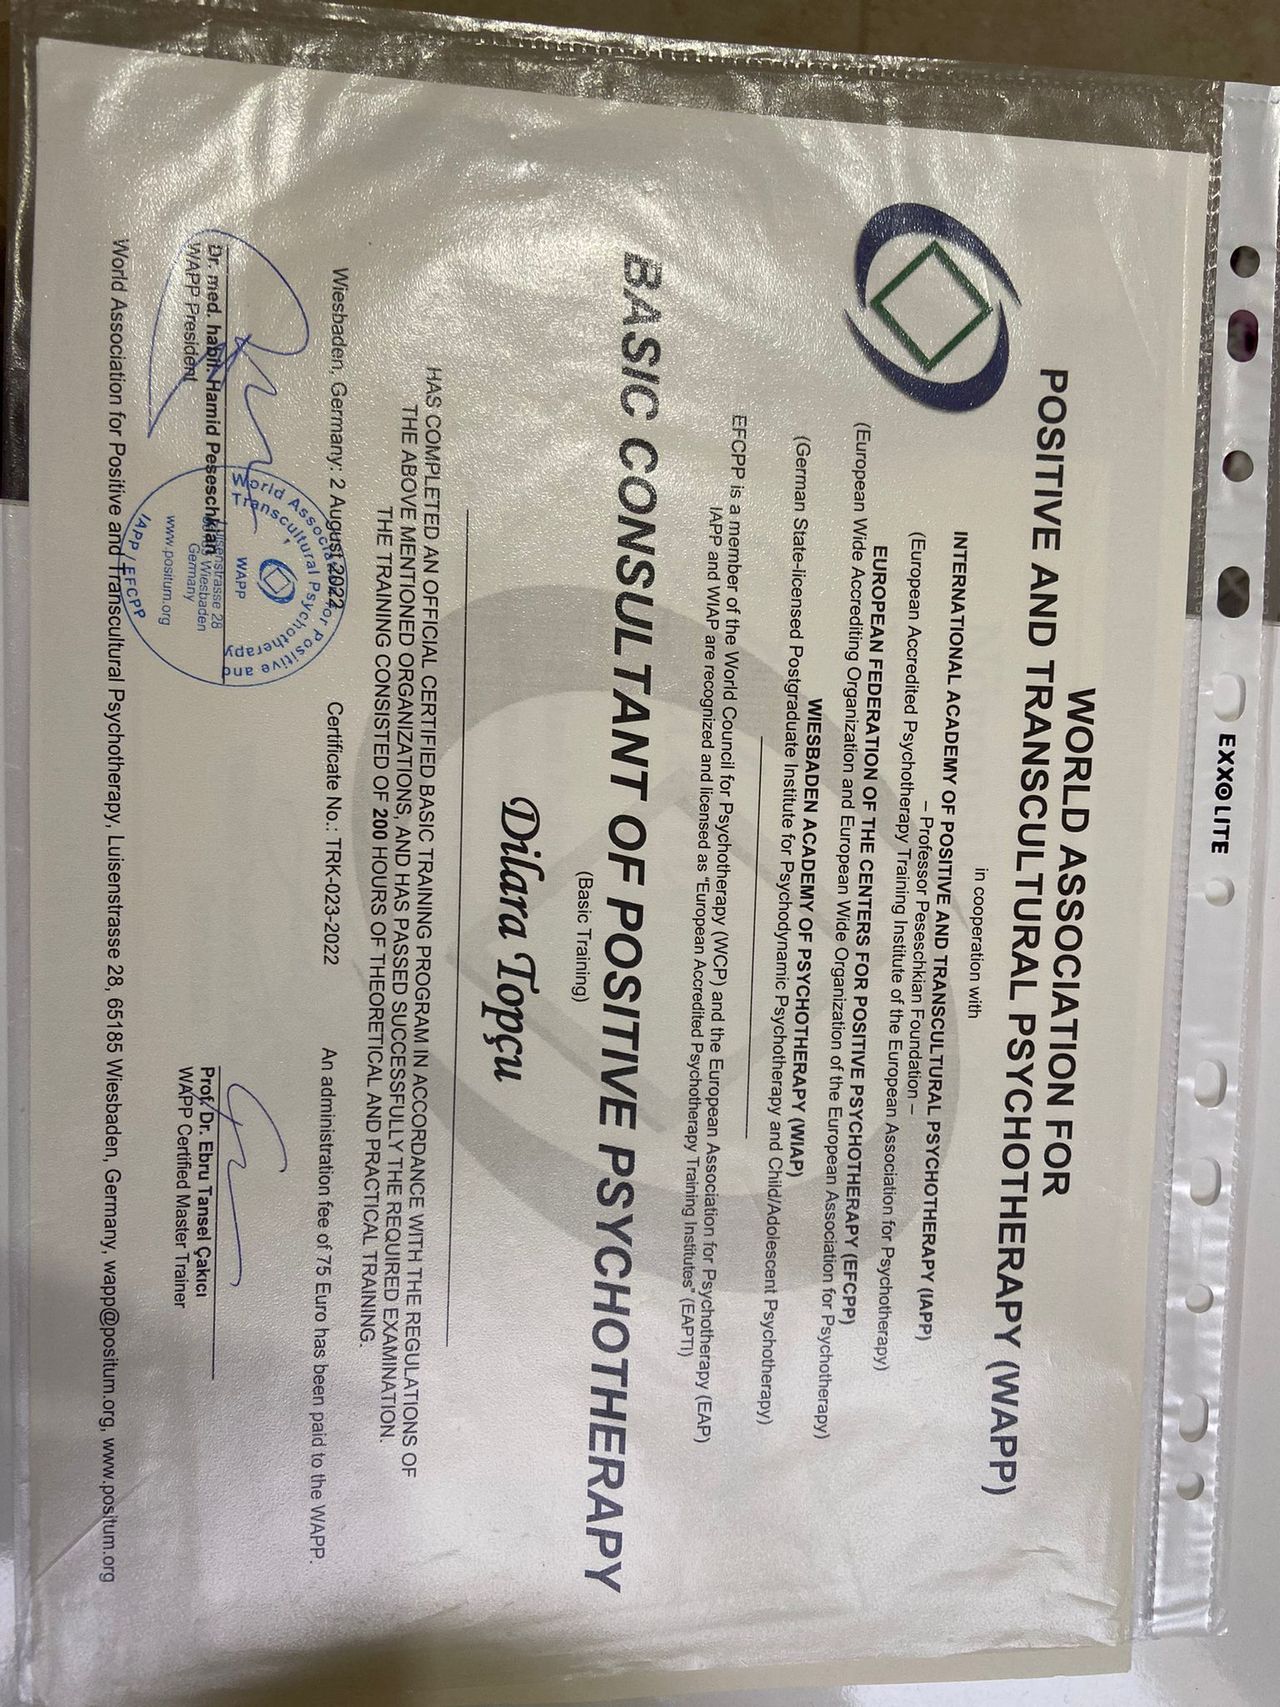 EXXOLITE
WORLD ASSOCIATION FOR
POSITIVE AND TRANSCULTURAL PSYCHOTHERAPY (WAPP)
in cooperation with
INTERNATIONAL ACADEMY OF POSITIVE AND TRANSCULTURAL PSYCHOTHERAPY (IAPP)
– Professor Peseschkian Foundation –
(European Accredited Psychotherapy Training Institute of the European Association for Psychotherapy)
EUROPEAN FEDERATION OF THE CENTERS FOR POSITIVE PSYCHOTHERAPY (EFCPP)
(European Wide Accrediting Organization and European Wide Organization of the European Association for Psychotherapy)
WIESBADEN ACADEMY OF PSYCHOTHERAPY (WIAP)
(German State-licensed Postgraduate Institute for Psychodynamic Psychotherapy and Child/Adolescent Psychotherapy)
EFCPP is a member of the World Council for Psychotherapy (WCP) and the European Association for Psychotherapy (EAP)
IAPP and WIAP are recognized and licensed as "European Accredited Psychotherapy Training Institutes" (EAPTI)
BASIC CONSULTANT OF POSITIVE PSYCHOTHERAPY
(Basic Training)
Dilara Topçu
HAS COMPLETED AN OFFICIAL CERTIFIED BASIC TRAINING PROGRAM IN ACCORDANCE WITH THE REGULATIONS OF
THE ABOVE MENTIONED ORGANIZATIONS, AND HAS PASSED SUCCESSFULLY THE REQUIRED EXAMINATION.
THE TRAINING CONSISTED OF 200 HOURS OF THEORETICAL AND PRACTICAL TRAINING.
Wiesbaden, Germany: 2 August 2022 Certificate No.: TRK-023-2022 An administration fee of 75 Euro has been paid to the WAPP.
World Association for Positive and
Transcultural Psychotherapy
WAPP
Luisenstrasse 28
Wiesbaden
Germany
www.positum.org
IAPP / EFCPP
Dr. med. habil. Hamid Peseschkian
WAPP President
Prof. Dr. Ebru Tansel Çakıcı
WAPP Certified Master Trainer
World Association for Positive and Transcultural Psychotherapy, Luisenstrasse 28, 65185 Wiesbaden, Germany, wapp@positum.org, www.positum.org